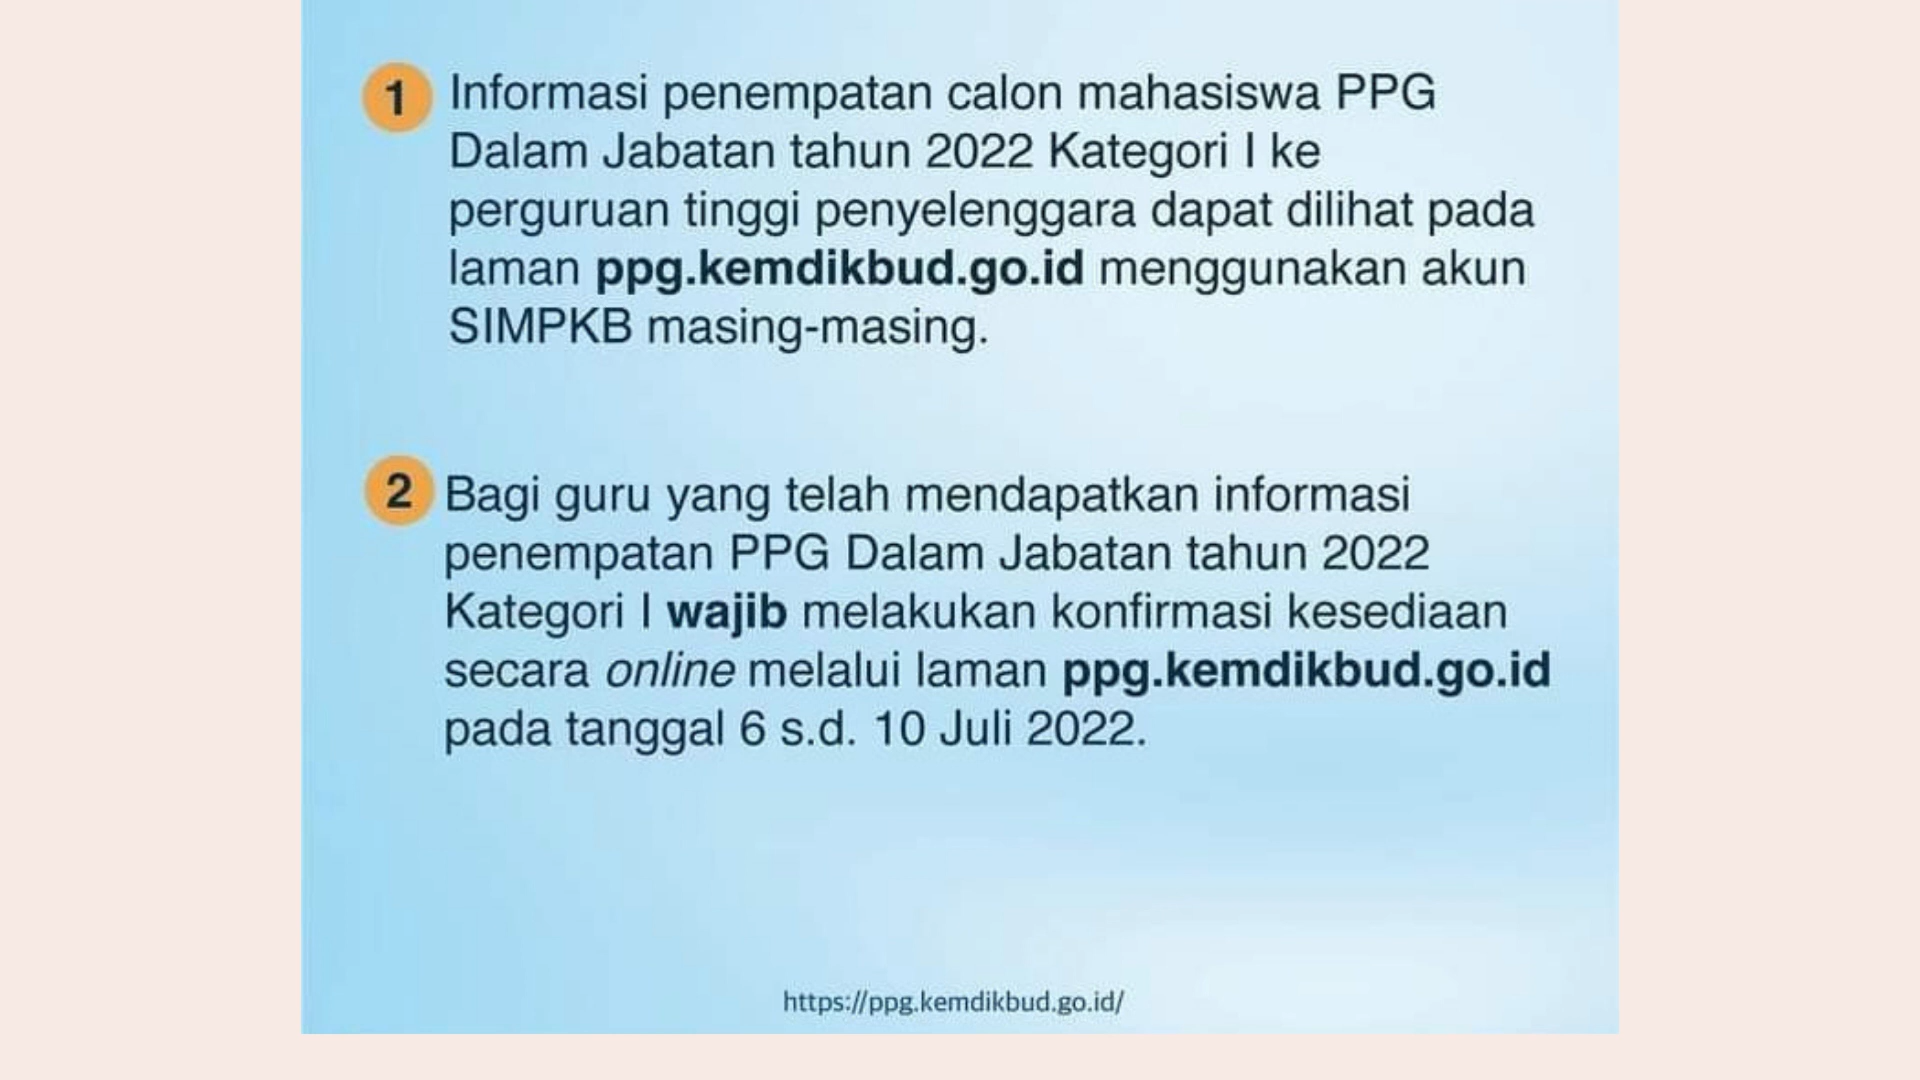 1 Informasi penempatan calon mahasiswa PPG
Dalam Jabatan tahun 2022 Kategori I ke
perguruan tinggi penyelenggara dapat dilihat pada
laman ppg.kemdikbud.go.id menggunakan akun
SIMPKB masing-masing.
2 Bagi guru yang telah mendapatkan informasi
penempatan PPG Dalam Jabatan tahun 2022
Kategori I wajib melakukan konfirmasi kesediaan
secara online melalui laman ppg.kemdikbud.go.id
pada tanggal 6 s.d. 10 Juli 2022.
https://ppg.kemdikbud.go.id/